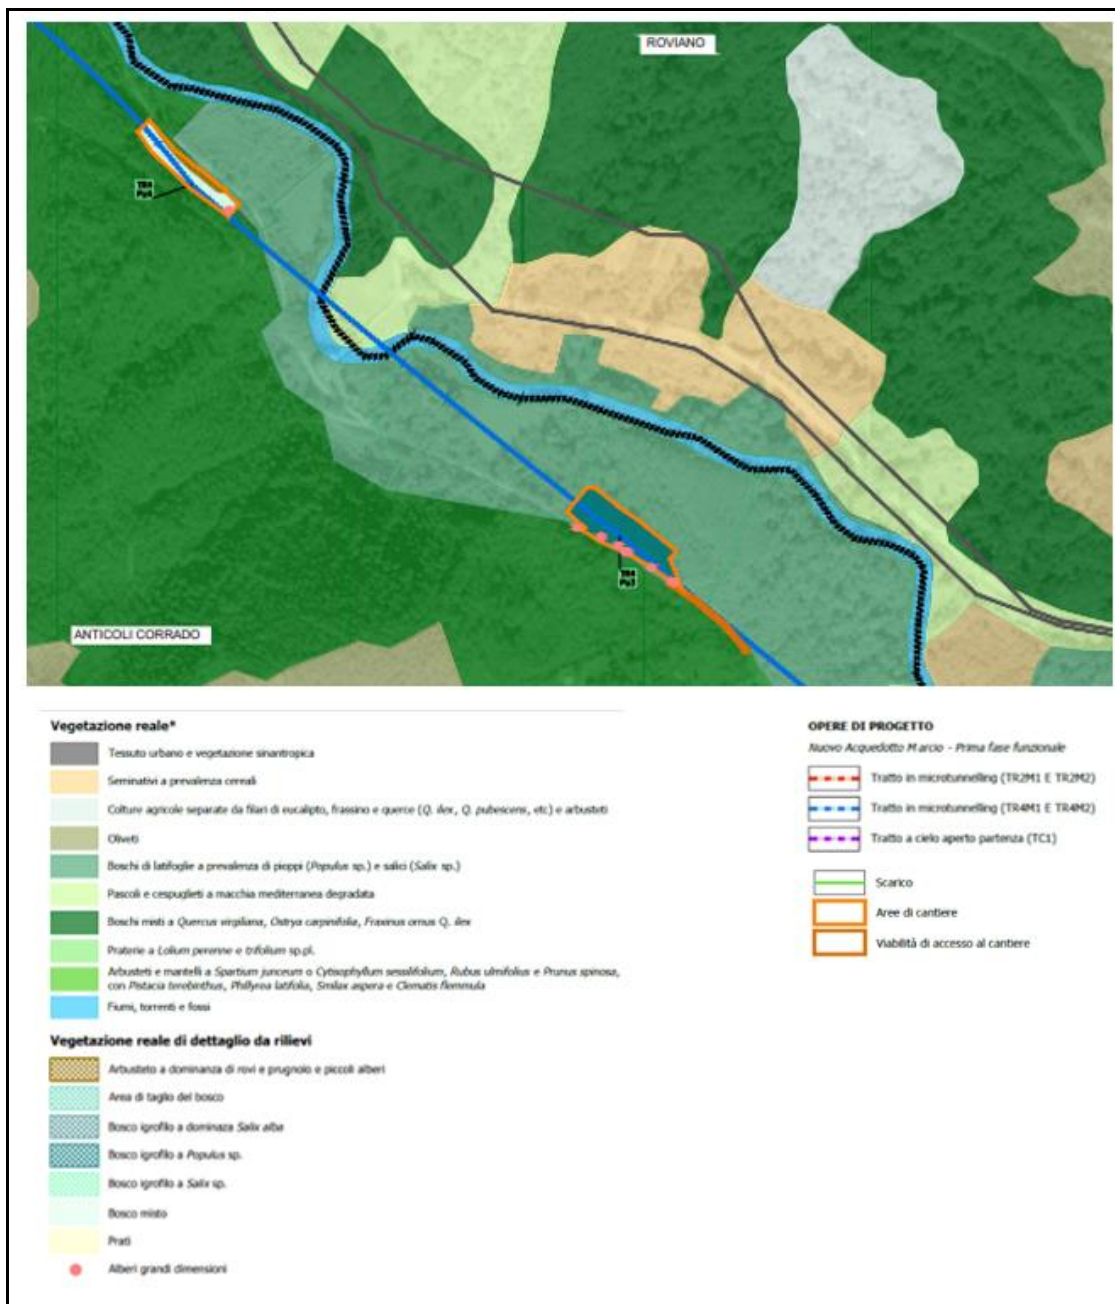 ROVIANO
TR4
TR4
ANTICOLI CORRADO
Vegetazione reale*
Tessuto urbano e vegetazione sinantropica
Seminativi a prevalenza cereali
Colture agricole separate da filari di eucalipto, frassino e querce (Q. ilex, Q. pubescens, etc) e arbusteti
Oliveti
Boschi di latifoglie a prevalenza di pioppi (Populus sp.) e salici (Salix sp.)
Pascoli e cespuglieti a macchia mediterranea degradata
Boschi misti a Quercus virgiliana, Ostrya carpinifolia, Fraxinus ornus Q. ilex
Praterie a Lolium perenne e trifolium sp.pl.
Arbusteti e mantelli a Spartium junceum o Cytisophyllum sessilifolium, Rubus ulmifolius e Prunus spinosa,
con Pistacia terebinthus, Phillyrea latifolia, Smilax aspera e Clematis flammula
Fiumi, torrenti e fossi
Vegetazione reale di dettaglio da rilievi
Arbusteto a dominanza di rovi e prugnolo e piccoli alberi
Area di taglio del bosco
Bosco igrofilo a dominaza Salix alba
Bosco igrofilo a Populus sp.
Bosco igrofilo a Salix sp.
Bosco misto
Prati
Alberi grandi dimensioni
OPERE DI PROGETTO
Nuovo Acquedotto Marcio - Prima fase funzionale
Tratto in microtunnelling (TR2M1 E TR2M2)
Tratto in microtunnelling (TR4M1 E TR4M2)
Tratto a cielo aperto partenza (TC1)
Scarico
Aree di cantiere
Viabilità di accesso al cantiere